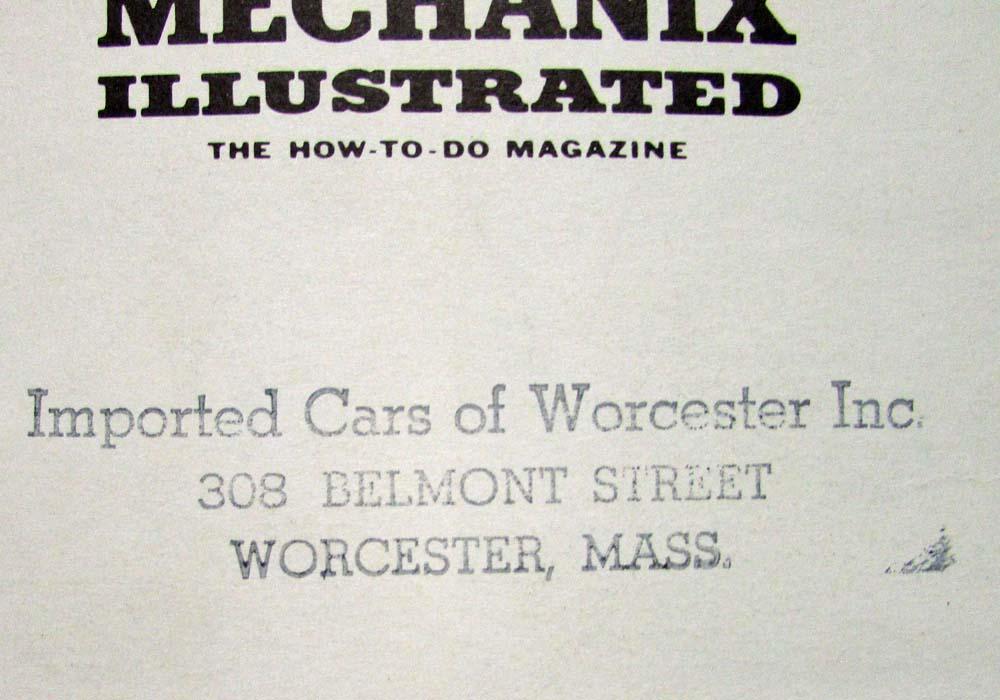 MECHANIX
ILLUSTRATED
THE HOW-TO-DO MAGAZINE
Imported Cars of Worcester Inc.
308 BELMONT STREET
WORCESTER, MASS.